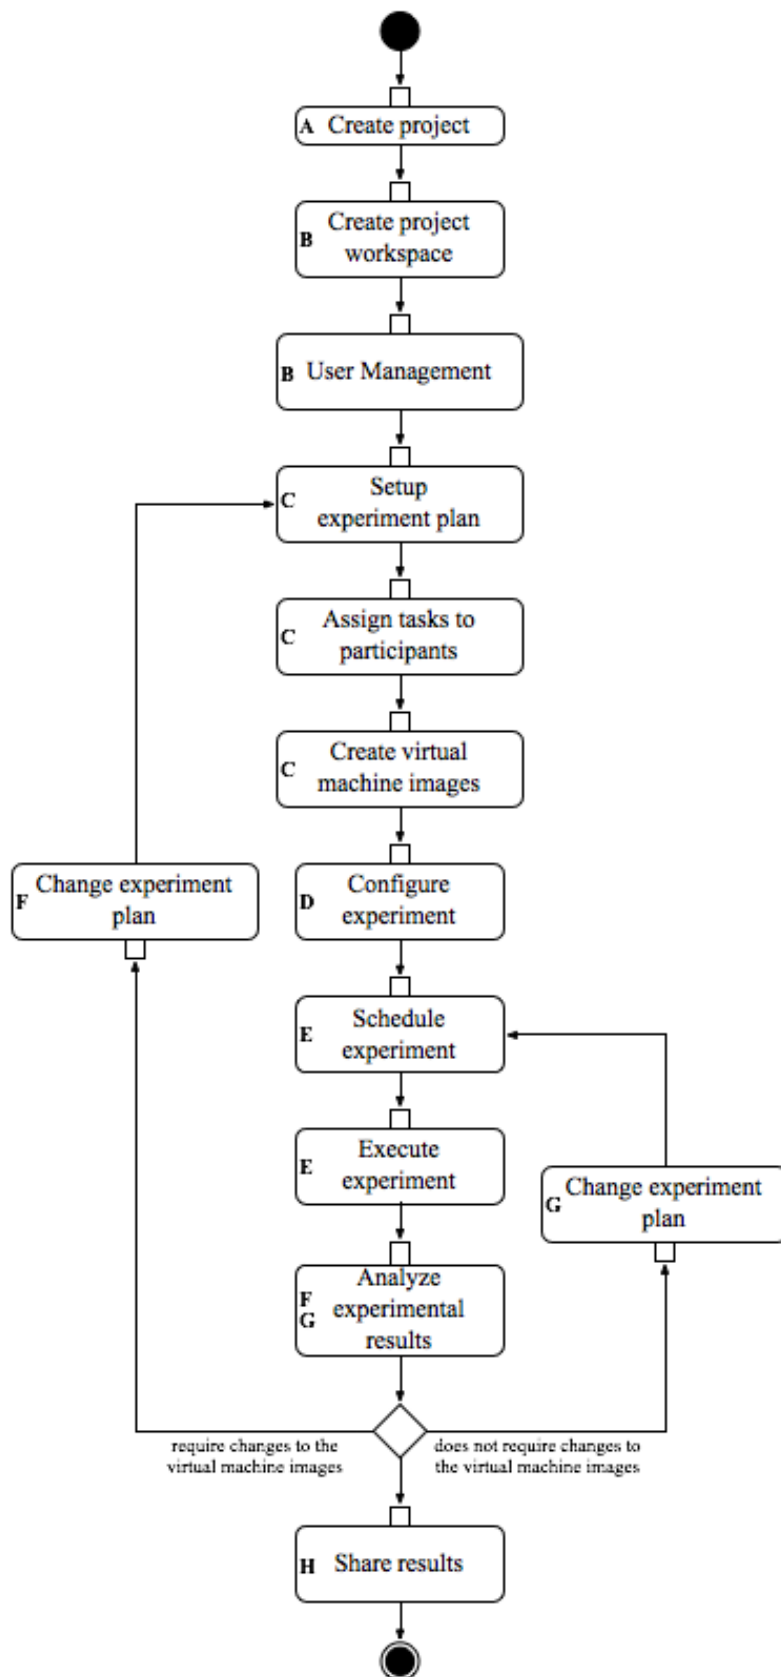 A Create project
Create project
B
workspace
B User Management
Setup
C
experiment plan
Assign tasks to
C
participants
Create virtual
C
machine images
Change experiment
F
plan
Configure
D
experiment
Schedule
E
experiment
Execute
E
experiment
Change experiment
G
plan
Analyze
F
experimental
G
results
require changes to the
virtual machine images
does not require changes to
the virtual machine images
H Share results